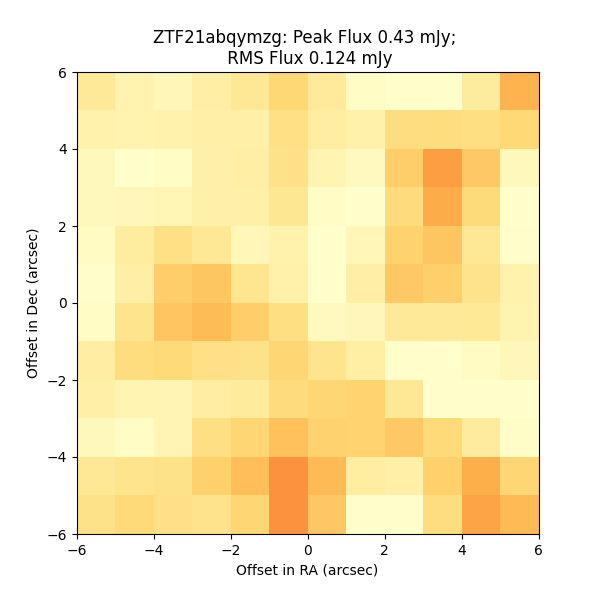 ZTF21abqymzg: Peak Flux 0.43 mJy;
RMS Flux 0.124 mJy
6
4
2
0
−2
−4
−6
Offset in Dec (arcsec)
−6 −4 −2 0 2 4 6
Offset in RA (arcsec)